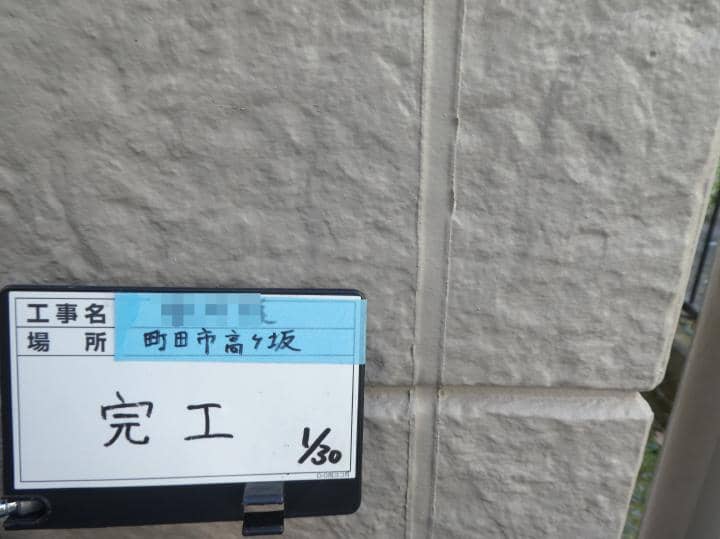 工事名
場所 町田市高ヶ坂
完工
1/30